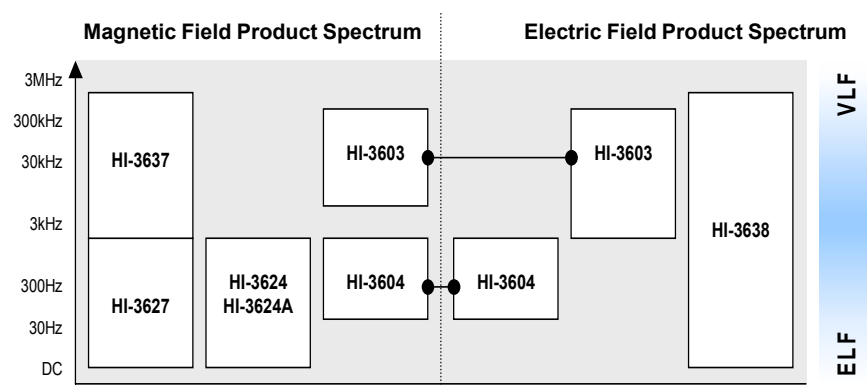 Magnetic Field Product Spectrum
Electric Field Product Spectrum
3MHz
300kHz
30kHz
3kHz
300Hz
30Hz
DC
HI-3637
HI-3627
HI-3624
HI-3624A
HI-3603
HI-3604
HI-3604
HI-3603
HI-3638
VLF
ELF